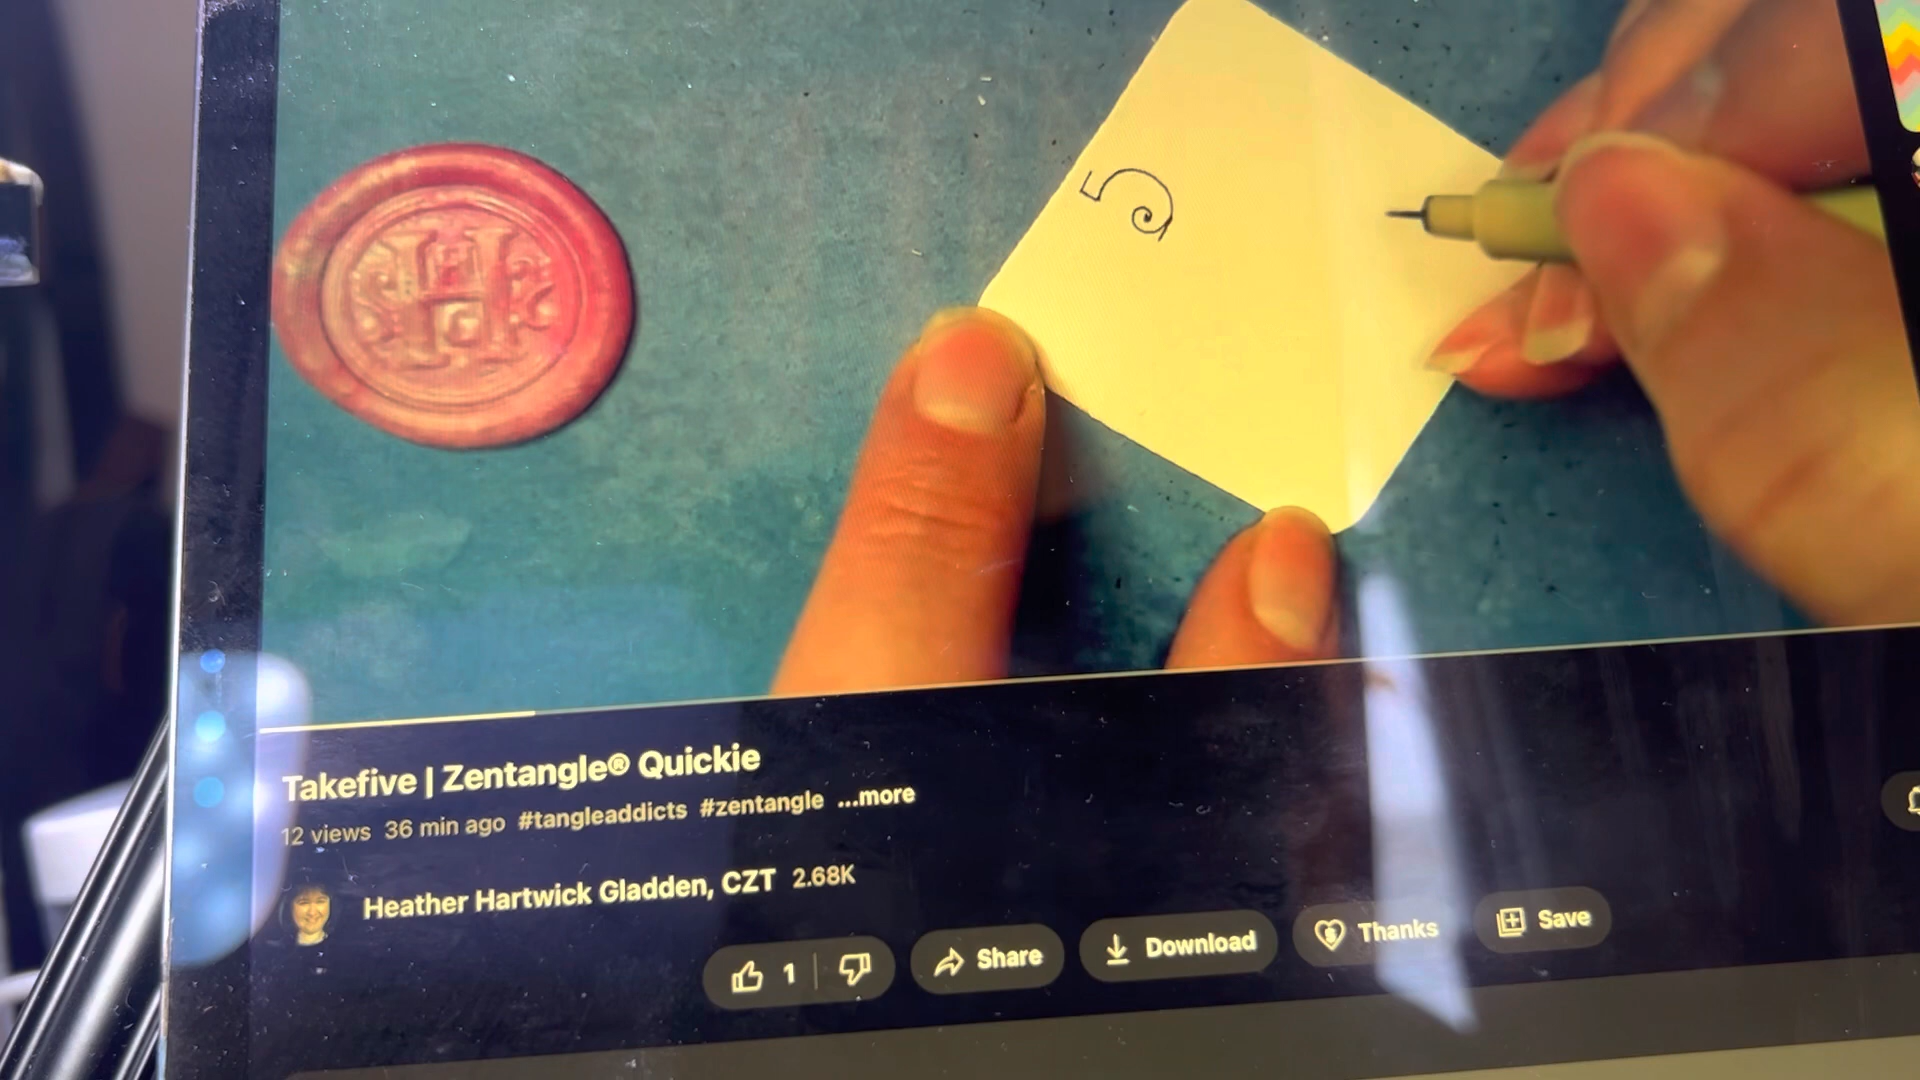 5
H
Takefive | Zentangle® Quickie
12 views 36 min ago #tangleaddicts #zentangle ...more
Heather Hartwick Gladden, CZT 2.68K
1 Share Download Thanks Save